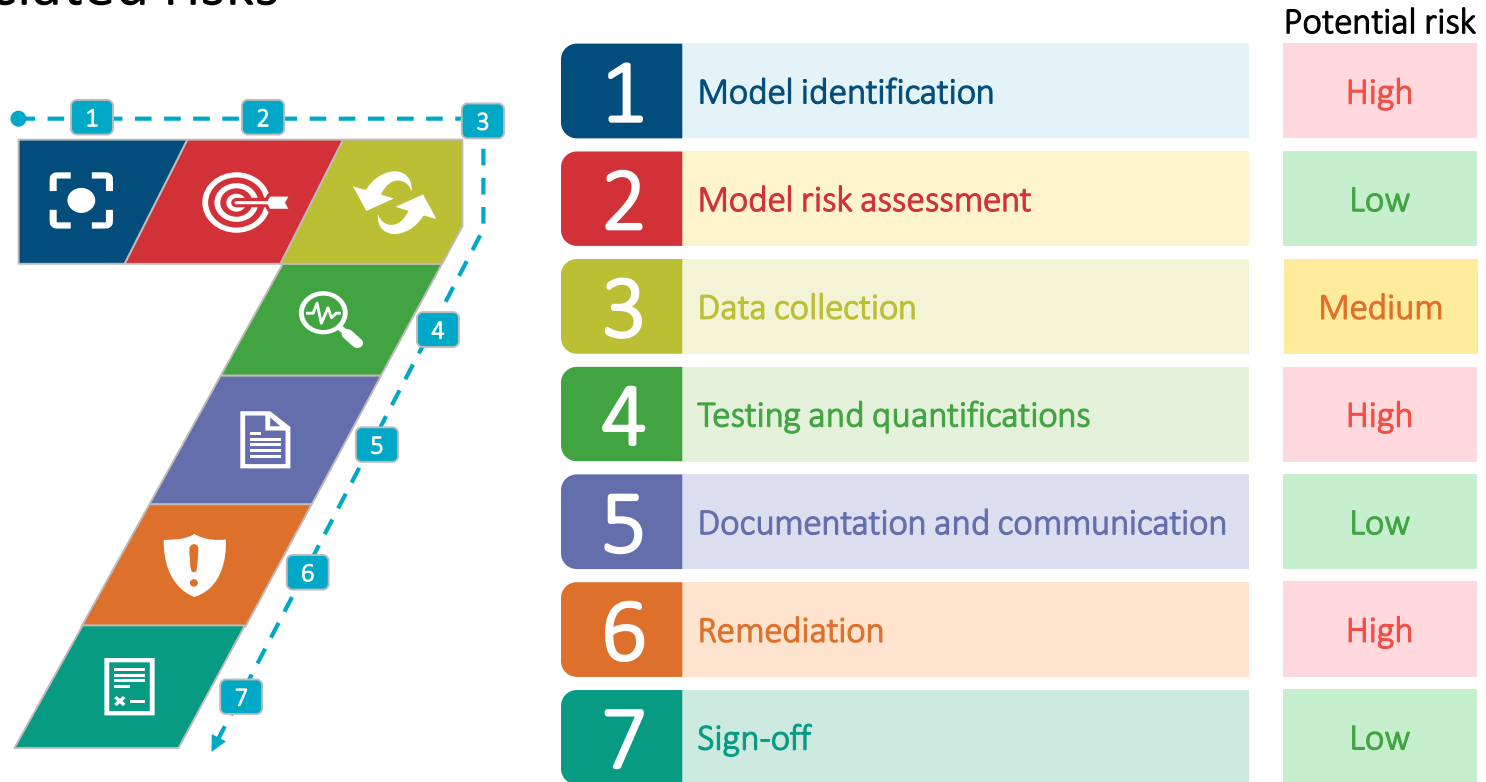 risks
Potential risk
1
2
3
4
5
6
7
1 Model identification High
2 Model risk assessment Low
3 Data collection Medium
4 Testing and quantifications High
5 Documentation and communication Low
6 Remediation High
7 Sign-off Low